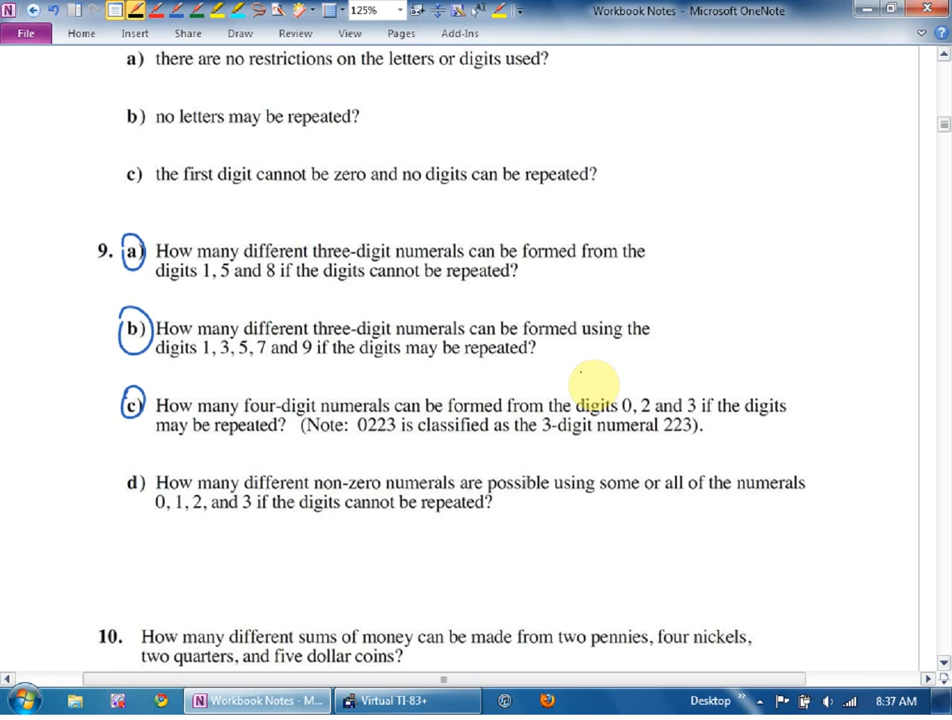 125%
Workbook Notes - Microsoft OneNote
File Home Insert Share Draw Review View Pages Add-Ins
a) there are no restrictions on the letters or digits used?
b) no letters may be repeated?
c) the first digit cannot be zero and no digits can be repeated?
9. a) How many different three-digit numerals can be formed from the
digits 1, 5 and 8 if the digits cannot be repeated?
b) How many different three-digit numerals can be formed using the
digits 1, 3, 5, 7 and 9 if the digits may be repeated?
c) How many four-digit numerals can be formed from the digits 0, 2 and 3 if the digits
may be repeated? (Note: 0223 is classified as the 3-digit numeral 223).
d) How many different non-zero numerals are possible using some or all of the numerals
0, 1, 2, and 3 if the digits cannot be repeated?
10. How many different sums of money can be made from two pennies, four nickels,
two quarters, and five dollar coins?
Workbook Notes - M... Virtual TI-83+ Desktop 8:37 AM